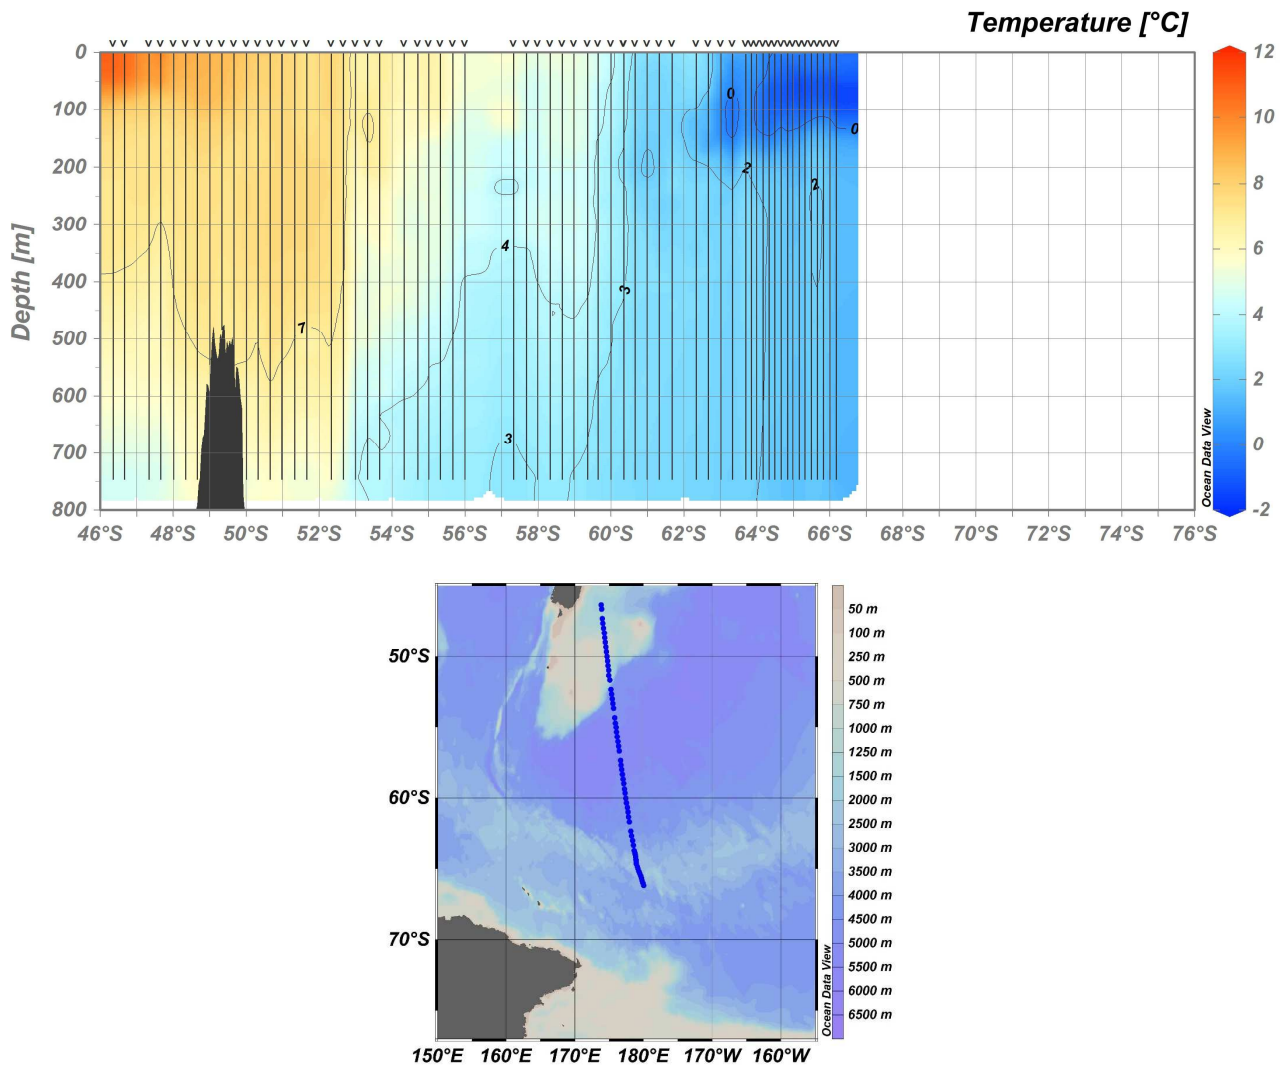 Temperature [°C]
v v v v v v v v v v v v v v v v v v v v v v v v v v v v v v v v v v v v v v v v v v v v v v v v v v v v v v v v v v
0
100
200
300
400
500
600
700
800
Depth [m]
0
0
2
2
4
3
7
3
46°S 48°S 50°S 52°S 54°S 56°S 58°S 60°S 62°S 64°S 66°S 68°S 70°S 72°S 74°S 76°S
12
10
8
6
4
2
0
-2
Ocean Data View
50°S
60°S
70°S
150°E 160°E 170°E 180°E 170°W 160°W
50 m
100 m
250 m
500 m
750 m
1000 m
1250 m
1500 m
2000 m
2500 m
3000 m
3500 m
4000 m
4500 m
5000 m
5500 m
6000 m
6500 m
Ocean Data View